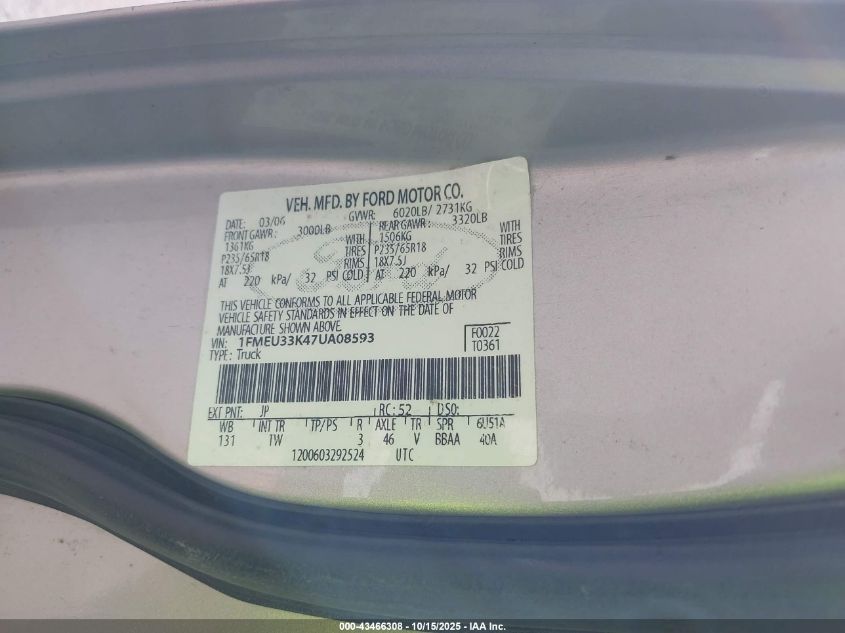 VEH. MFD. BY FORD MOTOR CO.
DATE: 03/06 GVWR: 6020LB/ 2731KG
FRONT GAWR: 3000LB REAR GAWR: 3320LB
1361KG WITH 1506KG WITH
P235/65R18 TIRES P235/65R18 TIRES
18X7.5J RIMS 18X7.5J RIMS
AT 220 kPa/ 32 PSI COLD AT 220 kPa/ 32 PSI COLD
THIS VEHICLE CONFORMS TO ALL APPLICABLE FEDERAL MOTOR
VEHICLE SAFETY STANDARDS IN EFFECT ON THE DATE OF
MANUFACTURE SHOWN ABOVE.
VIN: 1FMEU33K47UA08593 F0022
TYPE: Truck T0361
EXT PNT: JP RC: 52 DSO:
WB INT TR TP/PS R AXLE TR SPR 6U51A
131 TW 3 46 V BBAA 40A
1200603292524 UTC
000-43466308 - 10/15/2025 - IAA Inc.